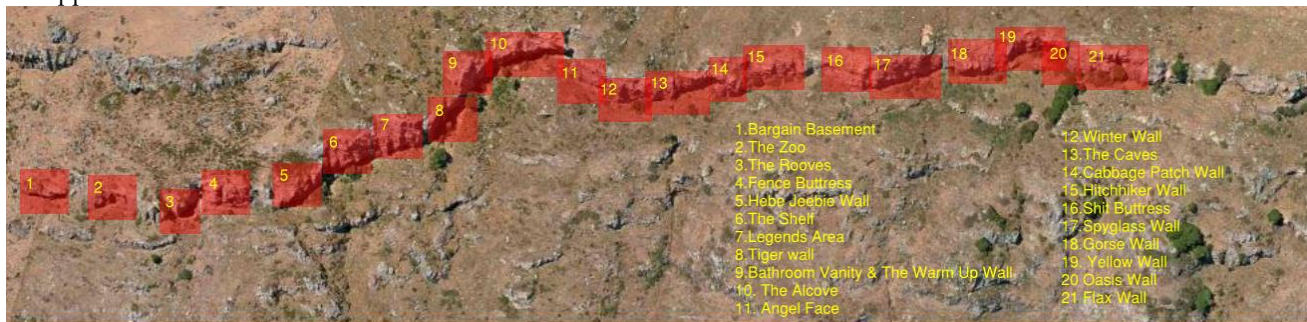 1
2
3
4
5
6
7
8
9
10
11
12
13
14
15
16
17
18
19
20
21
1.Bargain Basement
2.The Zoo
3.The Rooves
4.Fence Buttress
5.Hebe Jeebie Wall
6.The Shelf
7.Legends Area
8.Tiger wall
9.Bathroom Vanity & The Warm Up Wall
10. The Alcove
11. Angel Face
12.Winter Wall
13.The Caves
14.Cabbage Patch Wall
15.Hitchhiker Wall
16.Shit Buttress
17.Spyglass Wall
18.Gorse Wall
19. Yellow Wall
20 Oasis Wall
21 Flax Wall